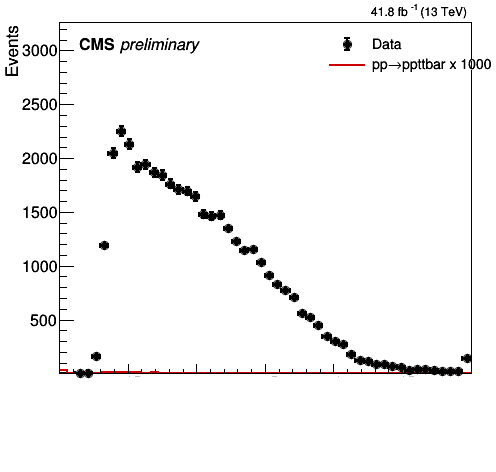 41.8 fb⁻¹ (13 TeV)
Events
CMS preliminary
Data
pp→ppttbar x 1000
3000
2500
2000
1500
1000
500